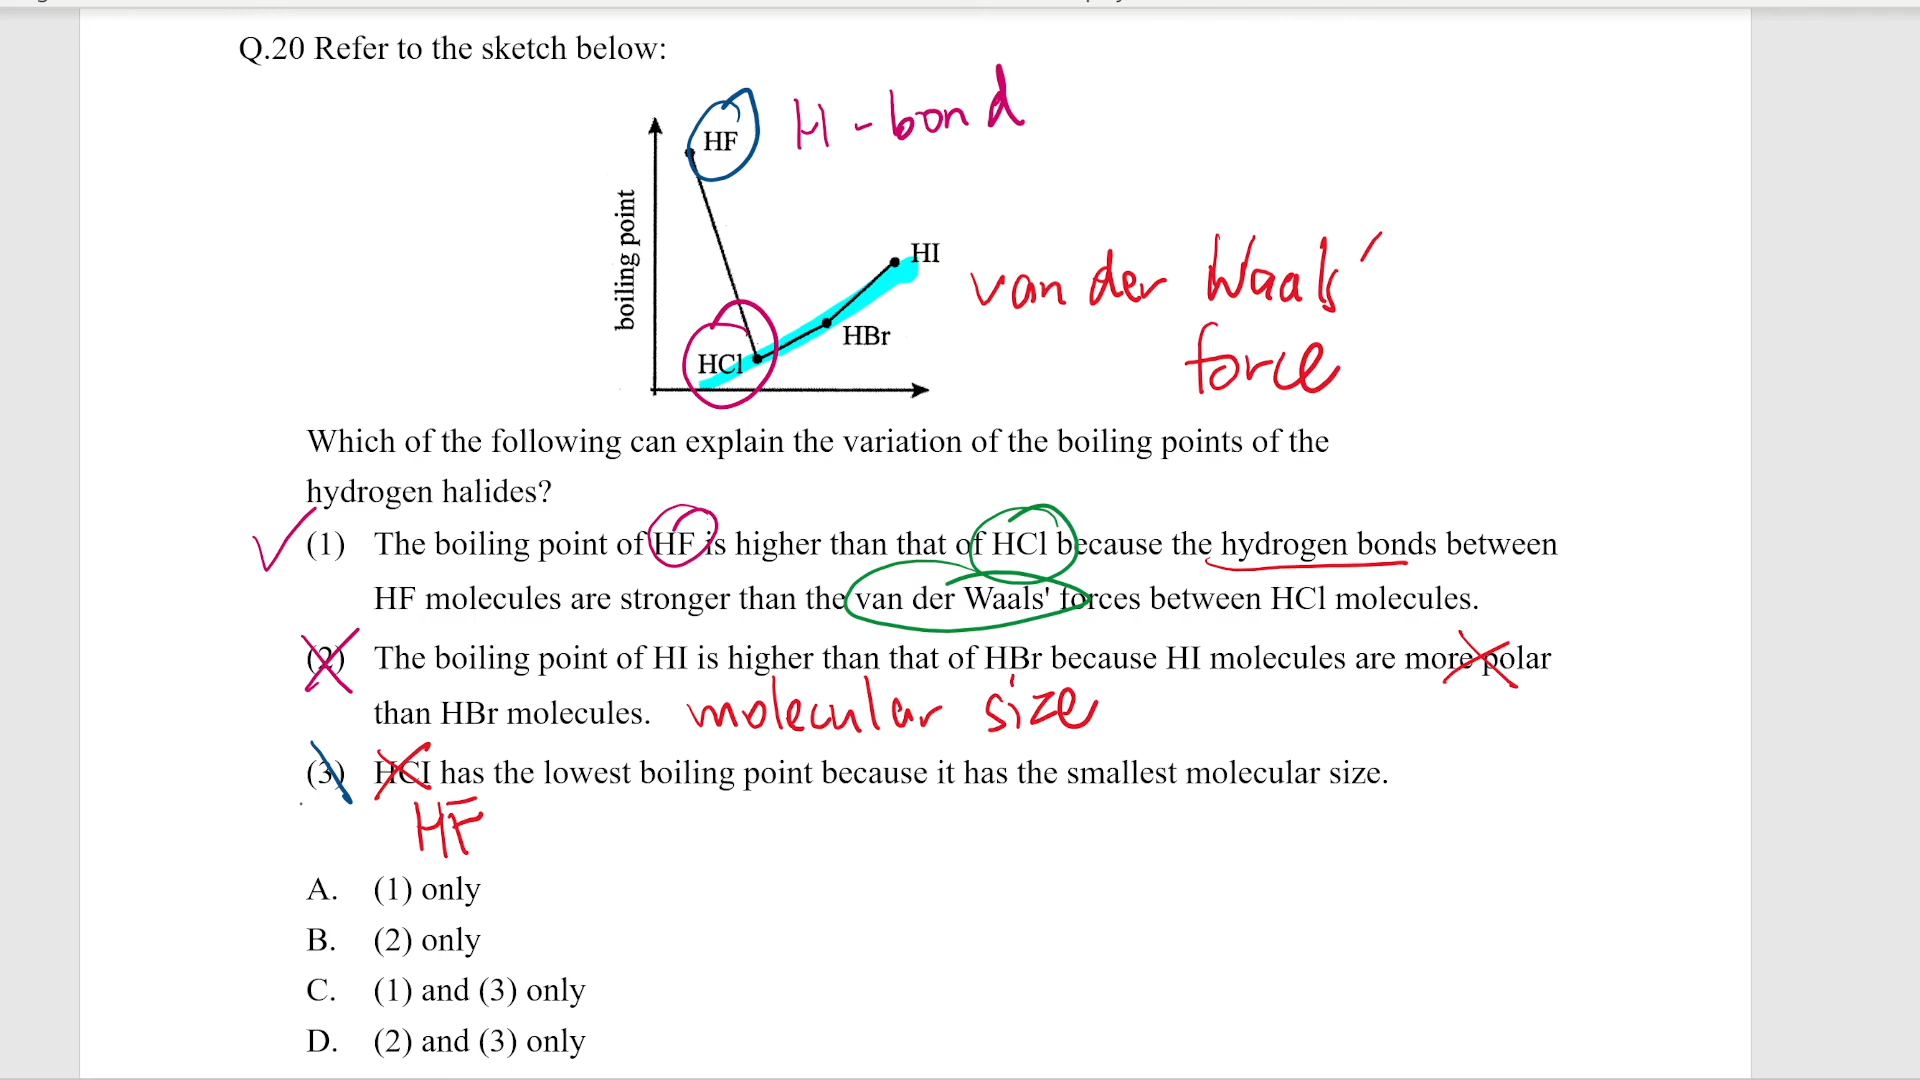 Q.20 Refer to the sketch below:
HF
H-bond
boiling point
HI
van der Waals'
force
HBr
HCl
Which of the following can explain the variation of the boiling points of the
hydrogen halides?
(1) The boiling point of HF is higher than that of HCl because the hydrogen bonds between
HF molecules are stronger than the van der Waals' forces between HCl molecules.
(2) The boiling point of HI is higher than that of HBr because HI molecules are more polar
than HBr molecules. molecular size
(3) HCI has the lowest boiling point because it has the smallest molecular size.
HF
A. (1) only
B. (2) only
C. (1) and (3) only
D. (2) and (3) only